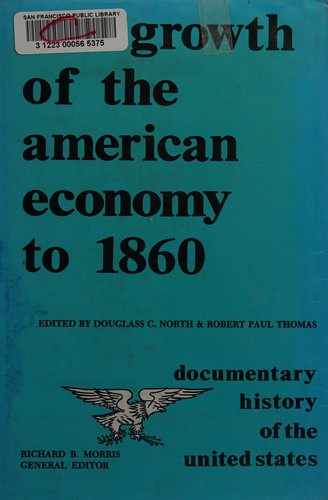 SAN FRANCISCO PUBLIC LIBRARY
3 1223 00056 5375
growth
of the
american
economy
to 1860
EDITED BY DOUGLASS C. NORTH & ROBERT PAUL THOMAS
documentary
history
of the
united states
RICHARD B. MORRIS
GENERAL EDITOR